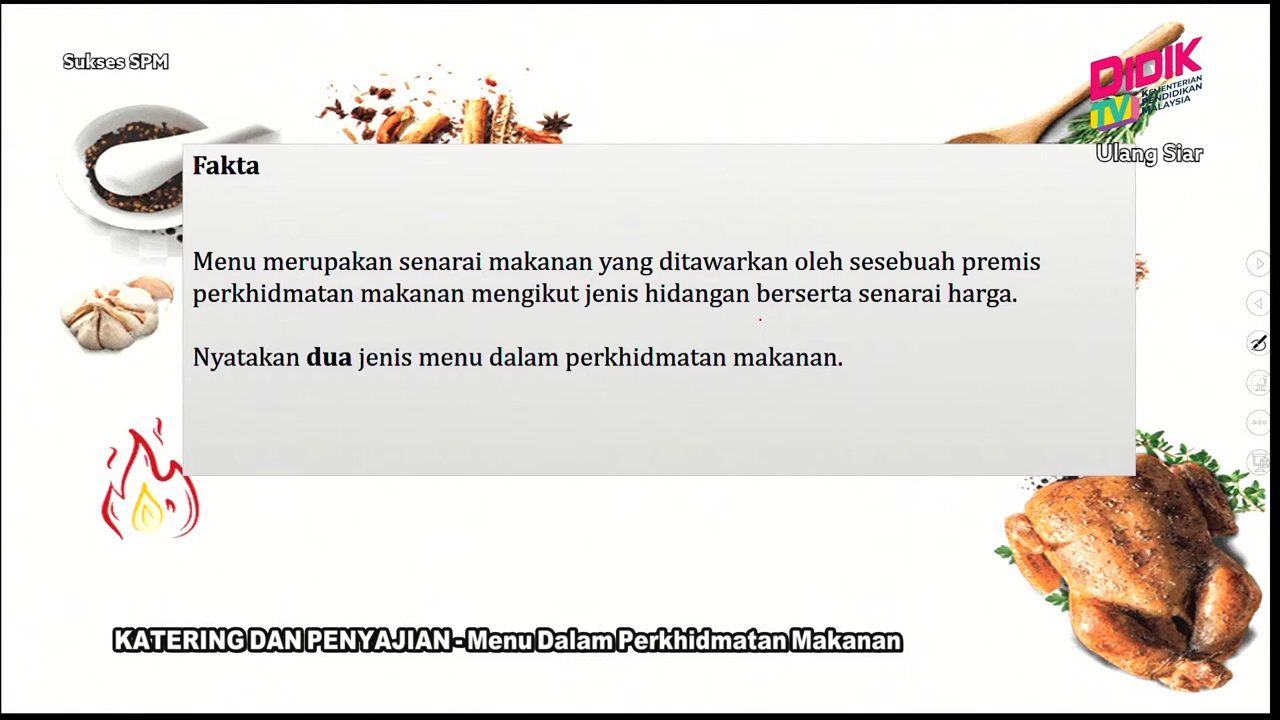 Sukses SPM
DIDIK
TV
KEMENTERIAN
PENDIDIKAN
MALAYSIA
Ulang Siar
Fakta
Menu merupakan senarai makanan yang ditawarkan oleh sesebuah premis
perkhidmatan makanan mengikut jenis hidangan berserta senarai harga.
Nyatakan dua jenis menu dalam perkhidmatan makanan.
KATERING DAN PENYAJIAN - Menu Dalam Perkhidmatan Makanan